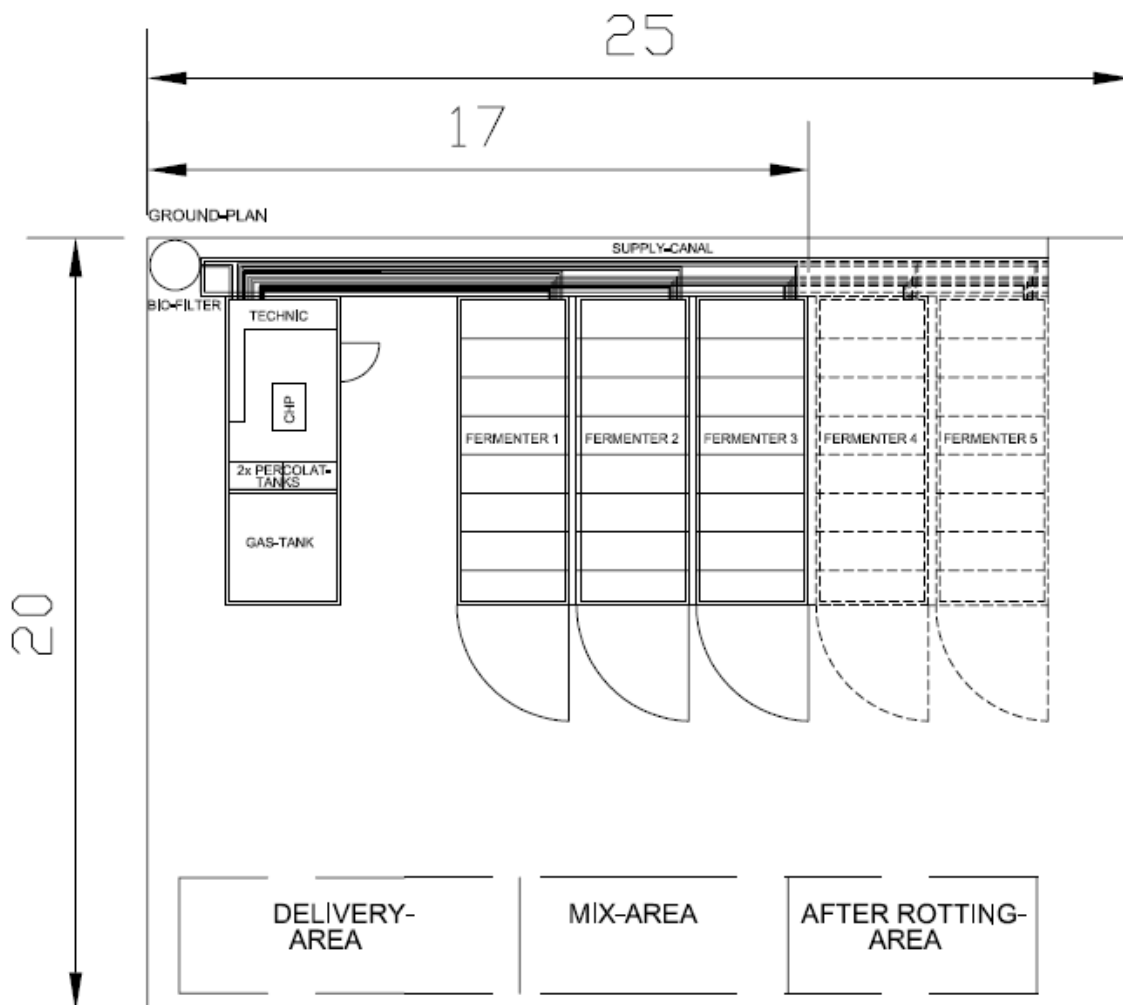 25
17
GROUND-PLAN
SUPPLY-CANAL
BIO-FILTER
TECHNIC
CHP
FERMENTER 1
FERMENTER 2
FERMENTER 3
FERMENTER 4
FERMENTER 5
2x PERCOLAT-
TANKS
GAS-TANK
20
DELIVERY-
AREA
MIX-AREA
AFTER ROTTING-
AREA